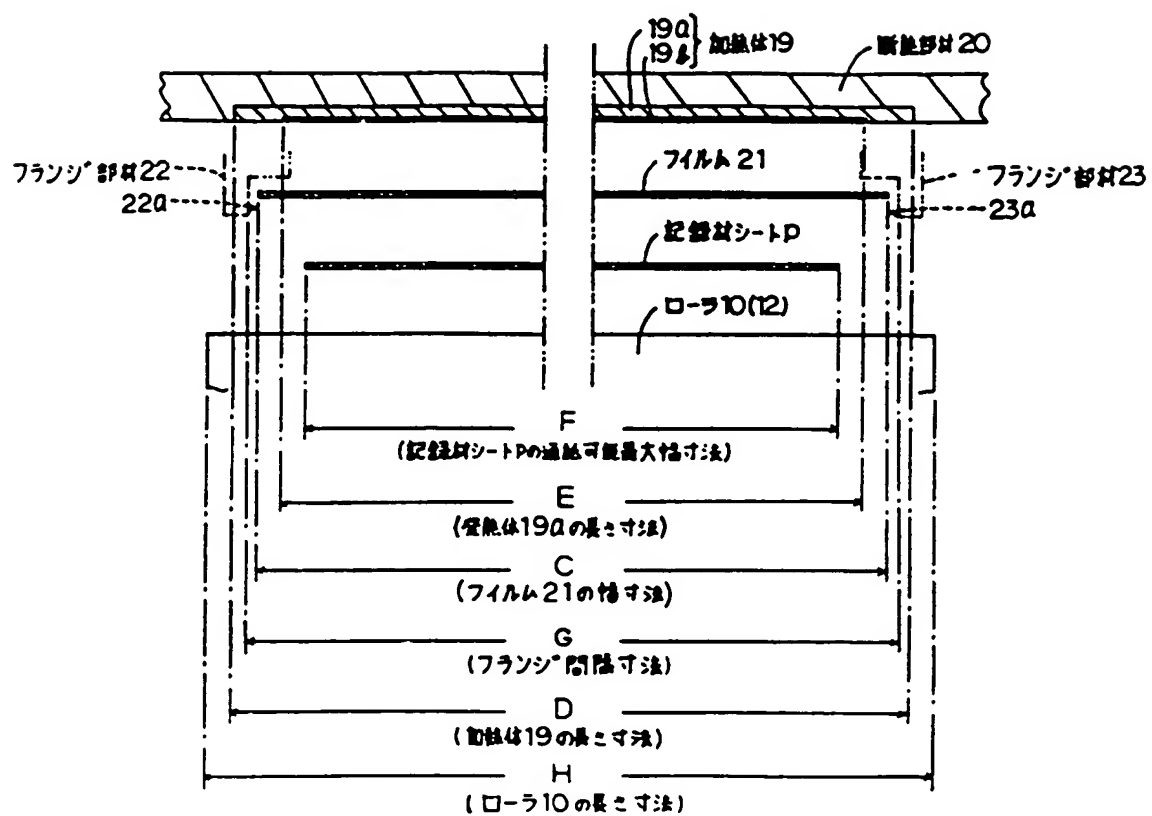 19a
19b } 加熱体19
断熱部材20
フランジ部材22
22a
フイルム21
フランジ部材23
23a
記録材シートP
ローラ10(12)
F
(記録材シートPの通紙可能最大幅寸法)
E
(発熱体19aの長さ寸法)
C
(フィルム21の幅寸法)
G
(フランジ間隔寸法)
D
(加熱体19の長さ寸法)
H
(ローラ10の長さ寸法)